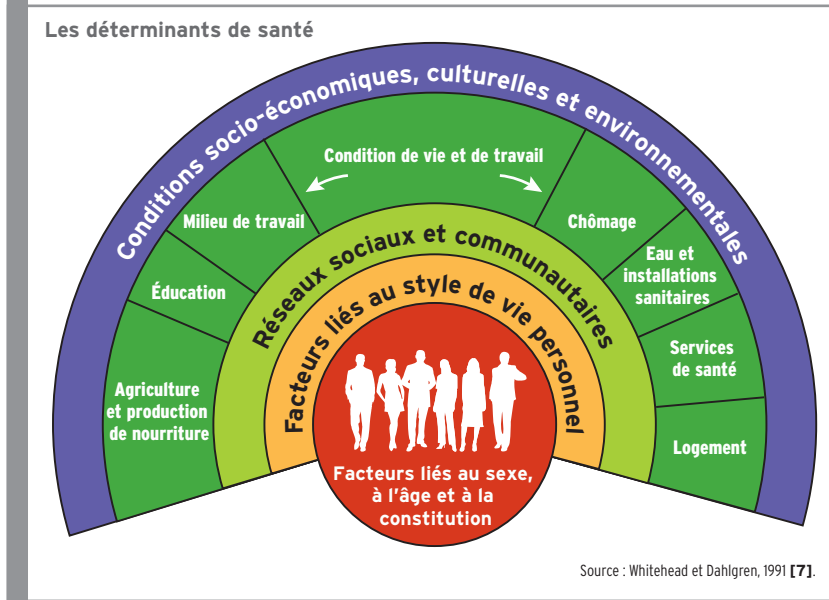 Les déterminants de santé
Conditions socio-économiques, culturelles et environnementales
Condition de vie et de travail
Milieu de travail
Chômage
Éducation
Eau et
installations
sanitaires
Agriculture
et production
de nourriture
Services
de santé
Logement
Réseaux sociaux et communautaires
Facteurs liés au style de vie personnel
Facteurs liés au sexe,
à l'âge et à la
constitution
Source : Whitehead et Dahlgren, 1991 [7].